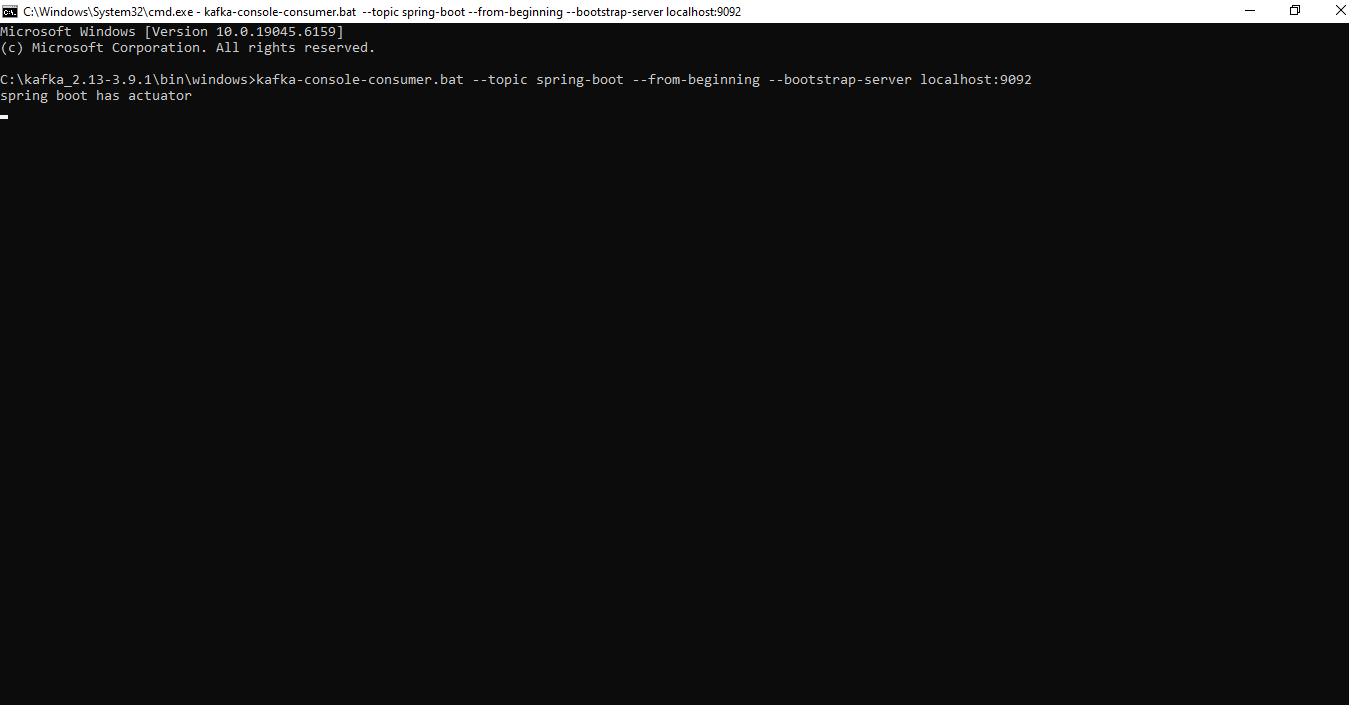 C:\Windows\System32\cmd.exe - kafka-console-consumer.bat  --topic spring-boot --from-beginning --bootstrap-server localhost:9092
Microsoft Windows [Version 10.0.19045.6159]
(c) Microsoft Corporation. All rights reserved.
C:\kafka_2.13-3.9.1\bin\windows>kafka-console-consumer.bat --topic spring-boot --from-beginning --bootstrap-server localhost:9092
spring boot has actuator